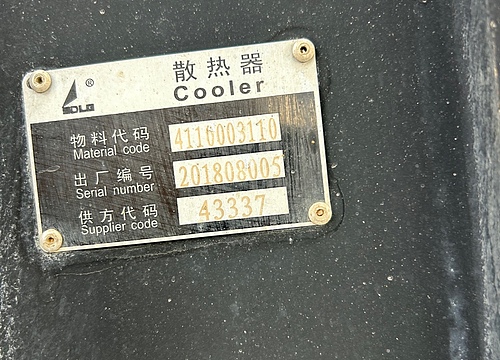 散热器
Cooler
SDLG ®
物料代码 4116003110
Material code
出厂编号 201808005
Serial number
供方代码 43337
Supplier code